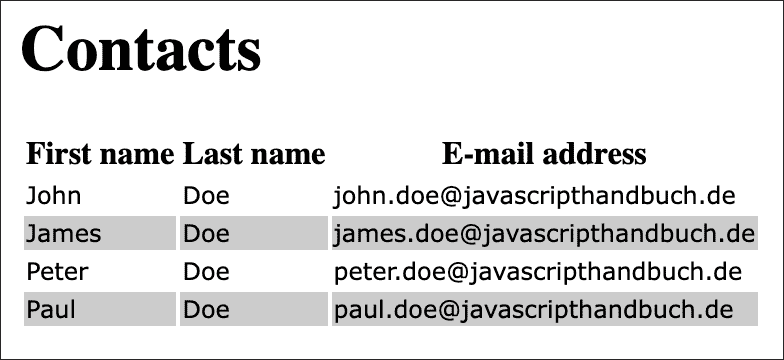 Contacts
First name Last name E-mail address
John Doe john.doe@javascripthandbuch.de
James Doe james.doe@javascripthandbuch.de
Peter Doe peter.doe@javascripthandbuch.de
Paul Doe paul.doe@javascripthandbuch.de